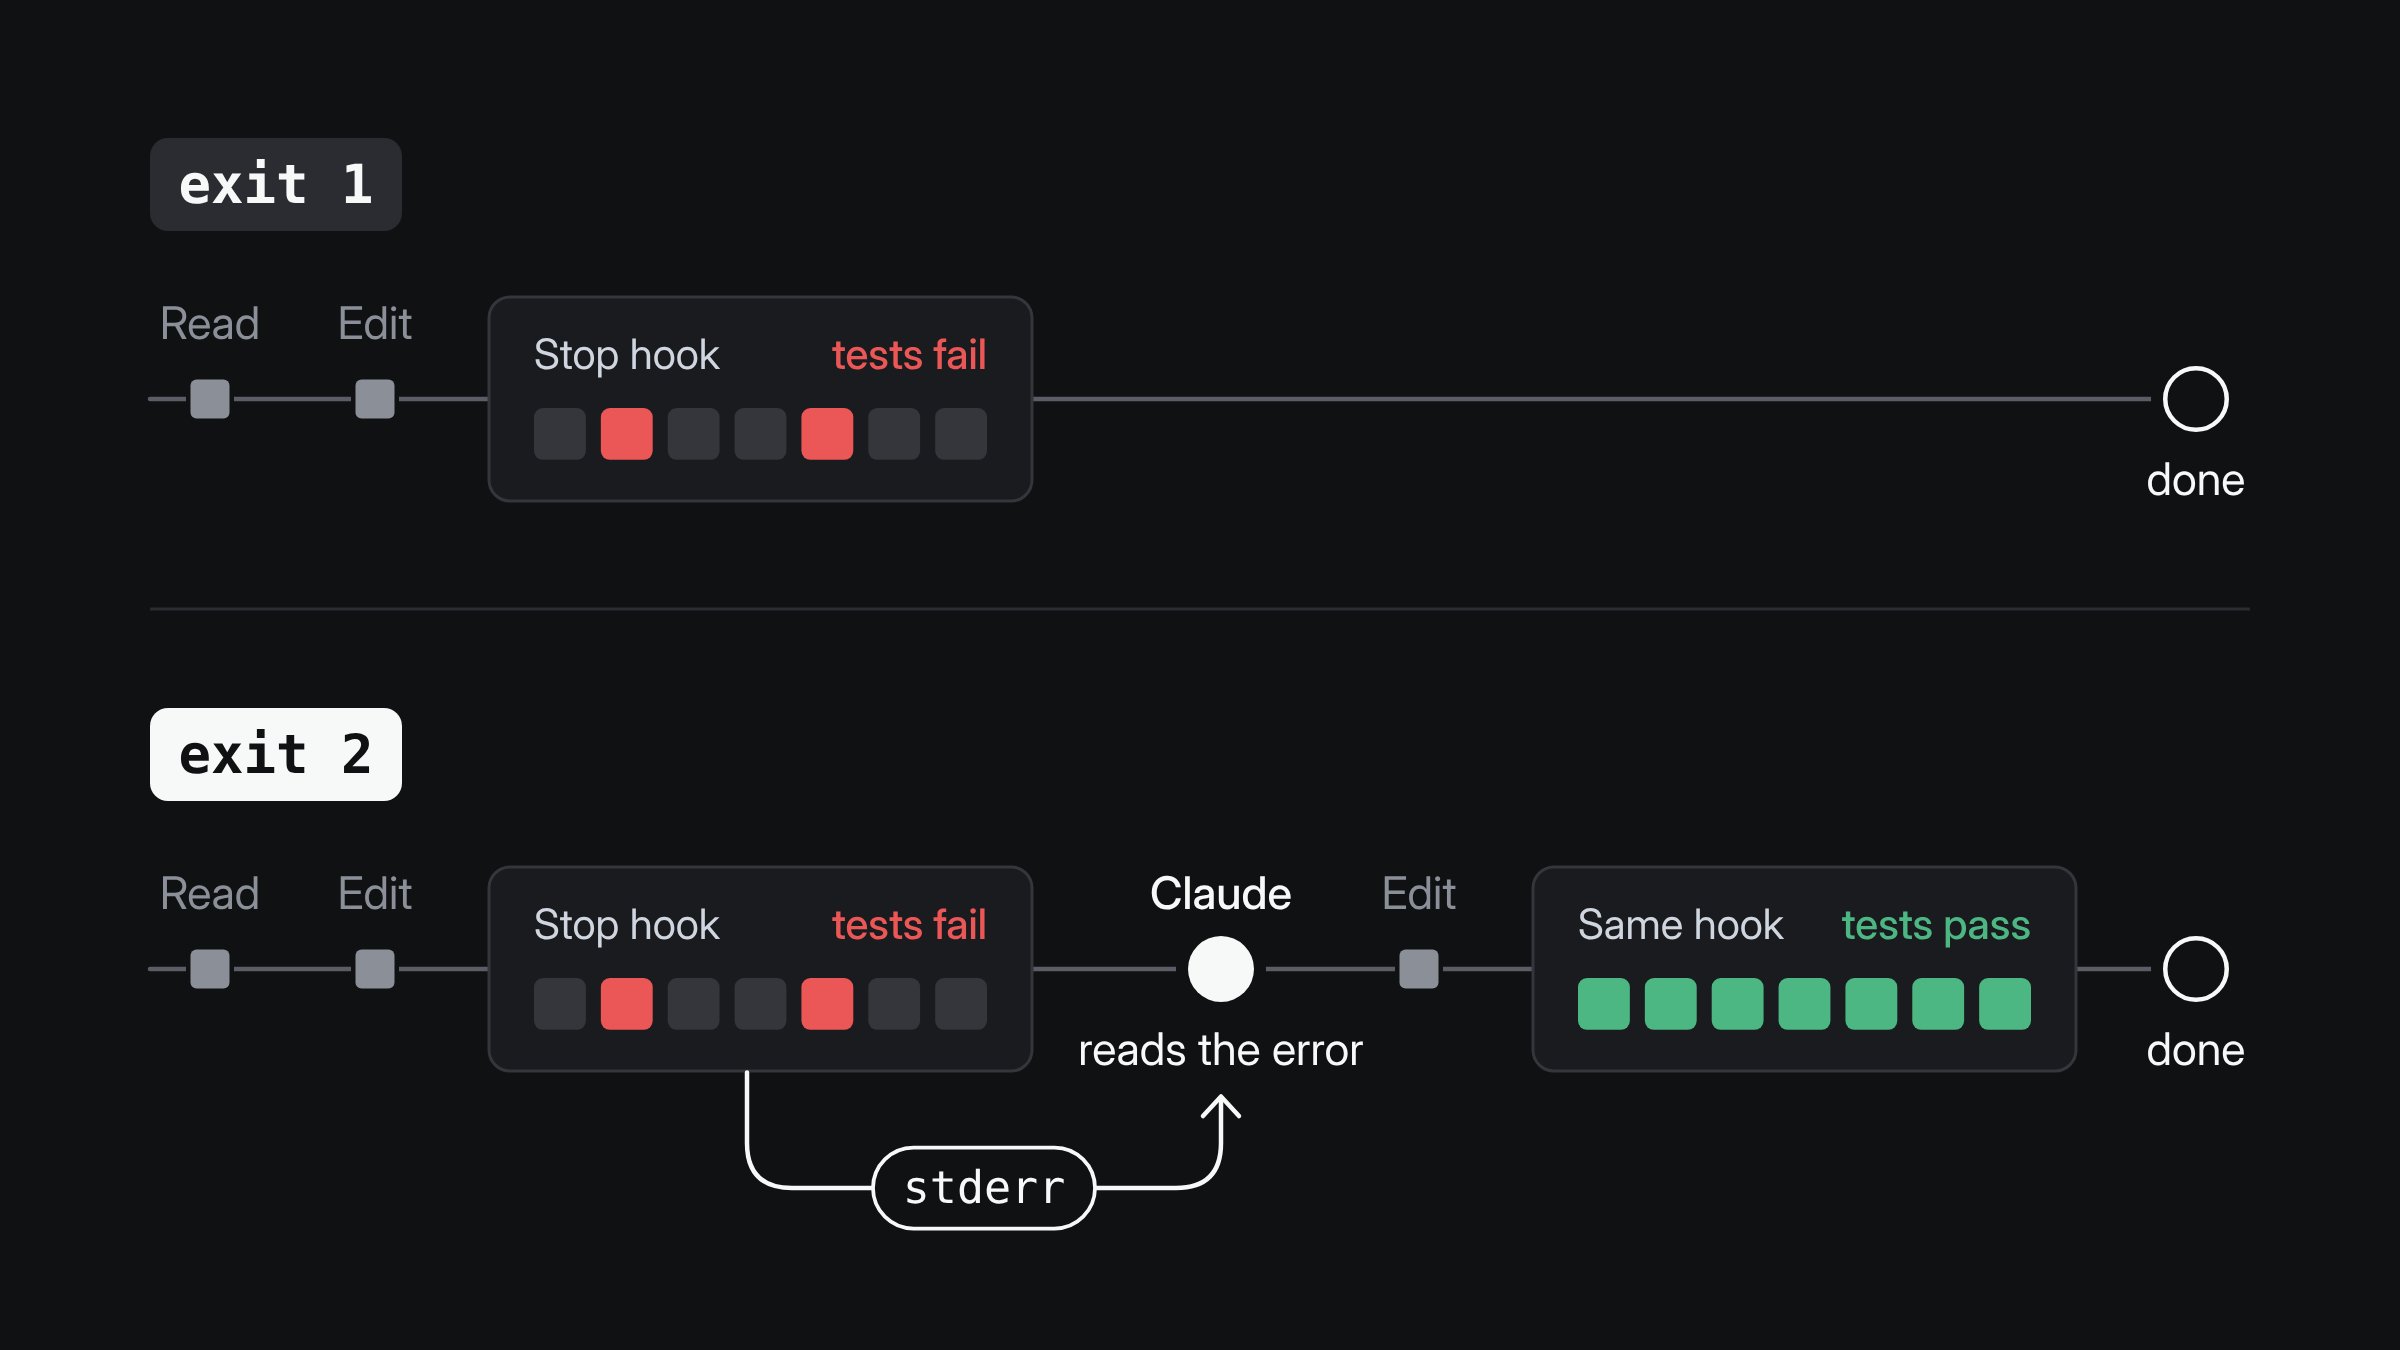 exit 1
Read
Edit
Stop hook
tests fail
done
exit 2
Read
Edit
Stop hook
tests fail
Claude
reads the error
Edit
Same hook
tests pass
done
stderr